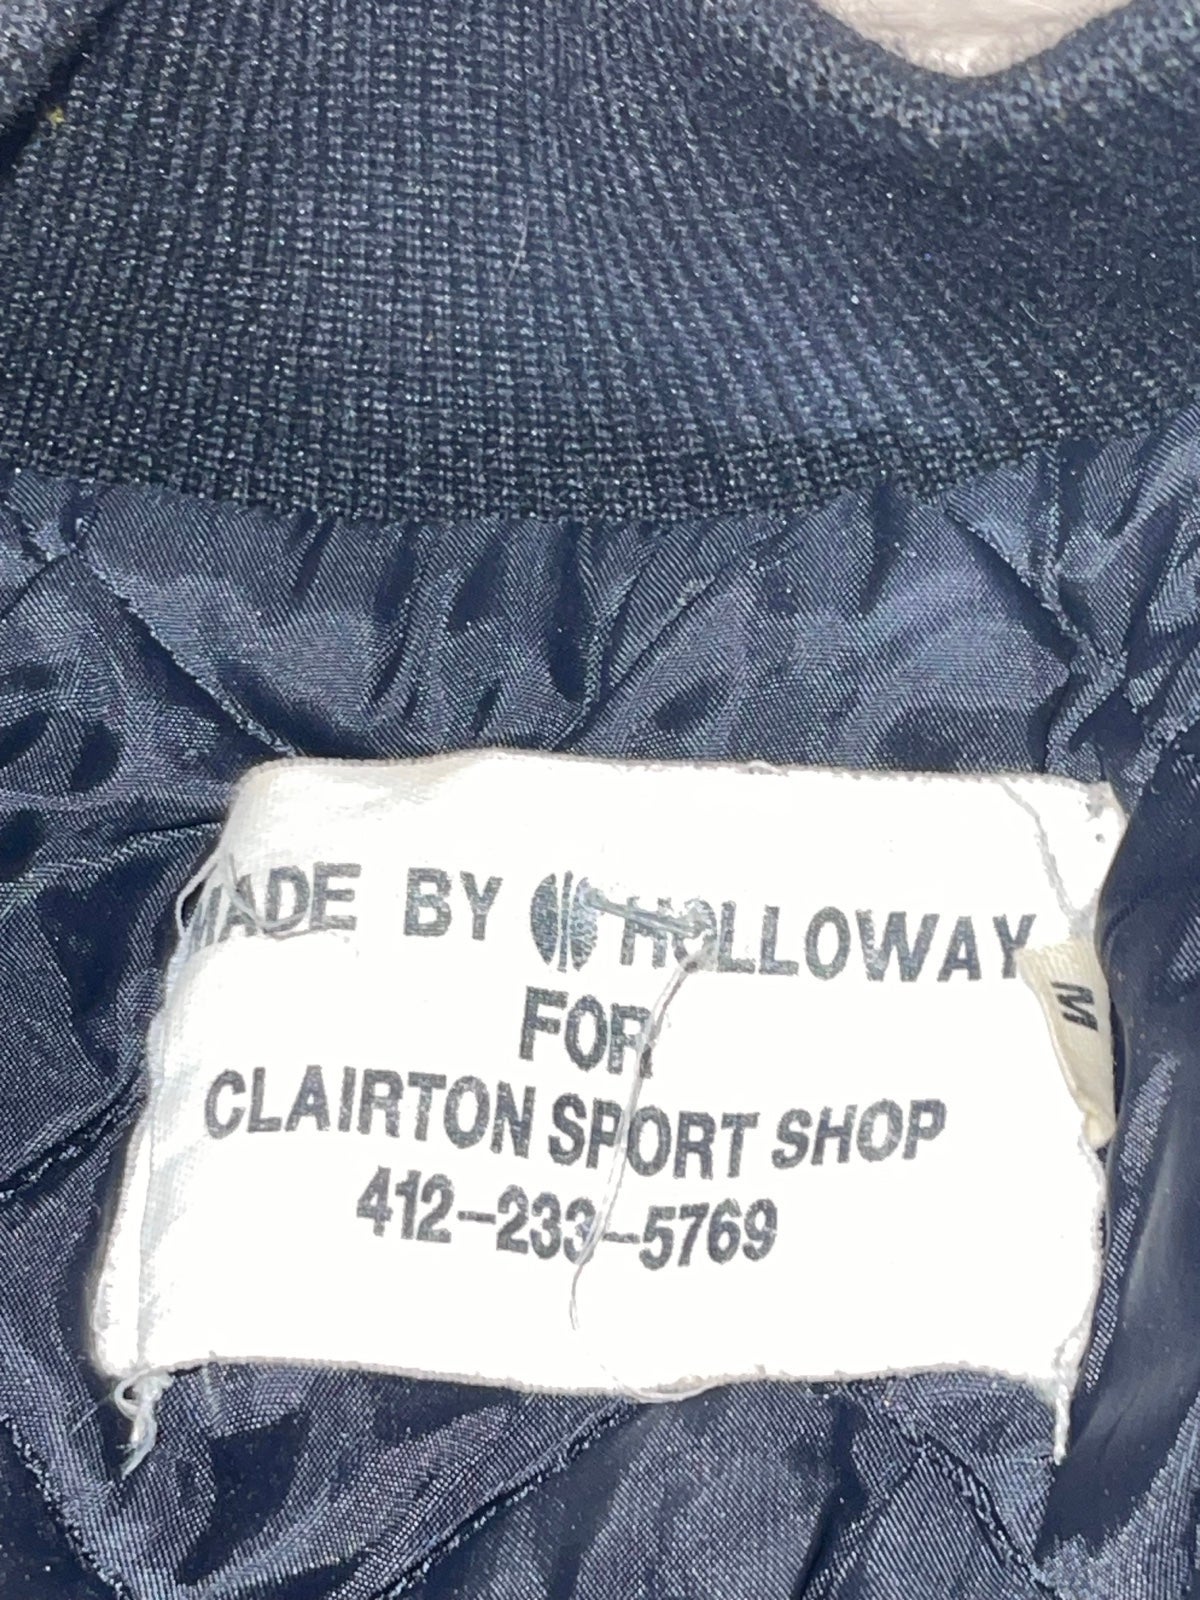 MADE BY HOLLOWAY
FOR
CLAIRTON SPORT SHOP
412-233-5769
M